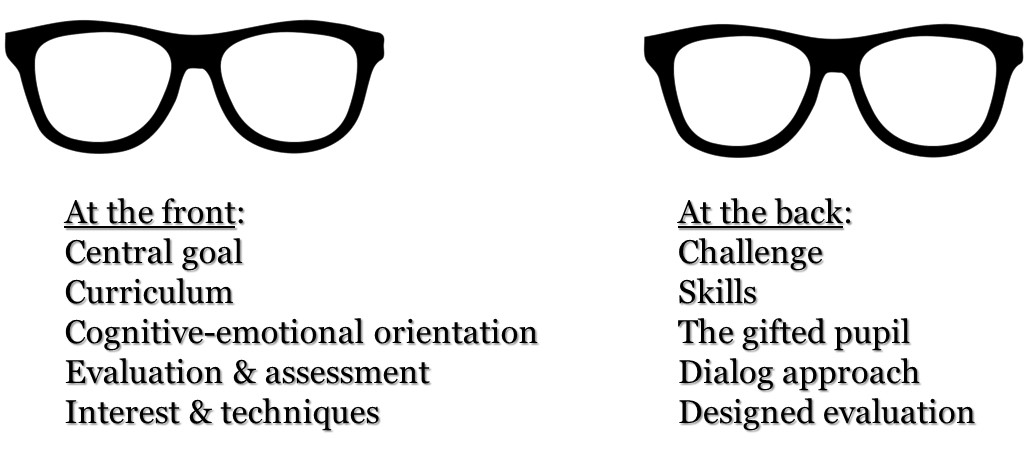 At the front:
Central goal
Curriculum
Cognitive-emotional orientation
Evaluation & assessment
Interest & techniques
At the back:
Challenge
Skills
The gifted pupil
Dialog approach
Designed evaluation